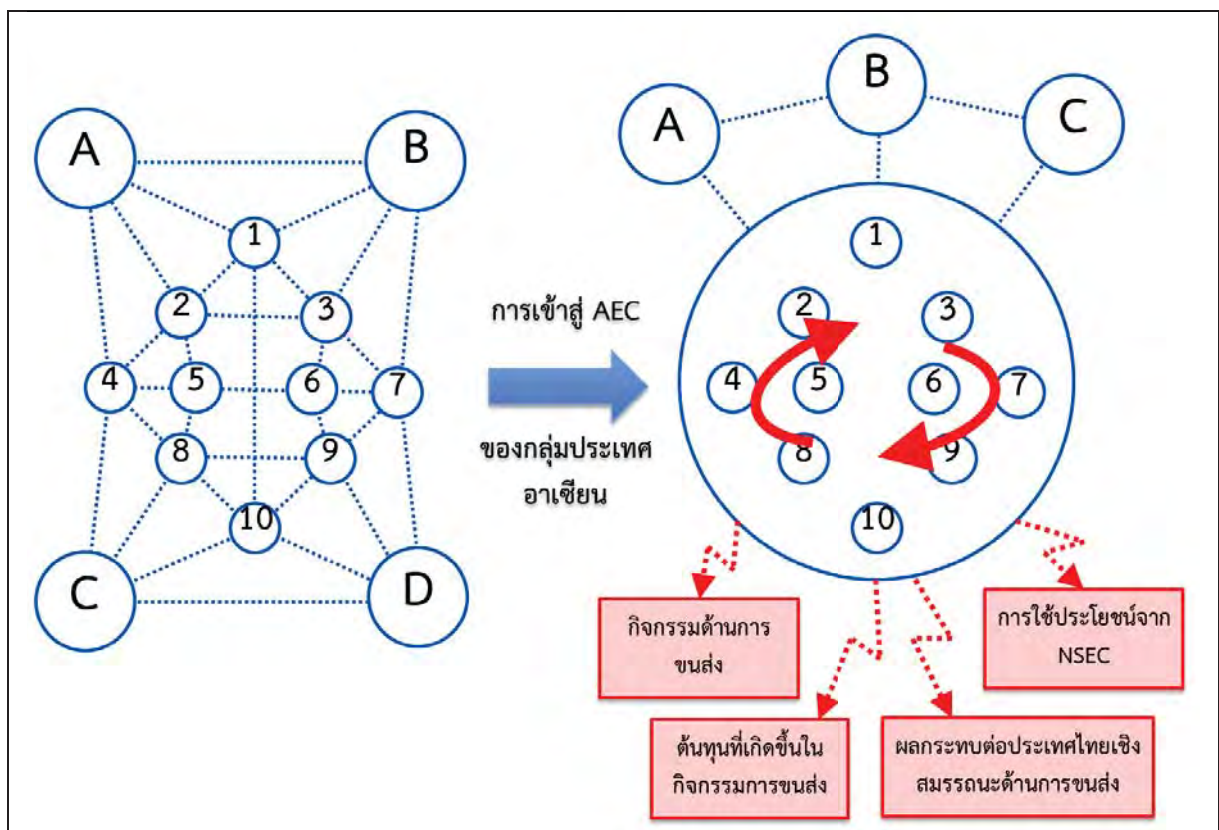 A
B
1
2
3
4
5
6
7
8
9
10
C
D
การเข้าสู่ AEC
ของกลุ่มประเทศ
อาเซียน
B
A
C
1
2
3
4
5
6
7
8
9
10
กิจกรรมด้านการ
ขนส่ง
การใช้ประโยชน์จาก
NSEC
ต้นทุนที่เกิดขึ้นใน
กิจกรรมการขนส่ง
ผลกระทบต่อประเทศไทยเชิง
สมรรถนะด้านการขนส่ง